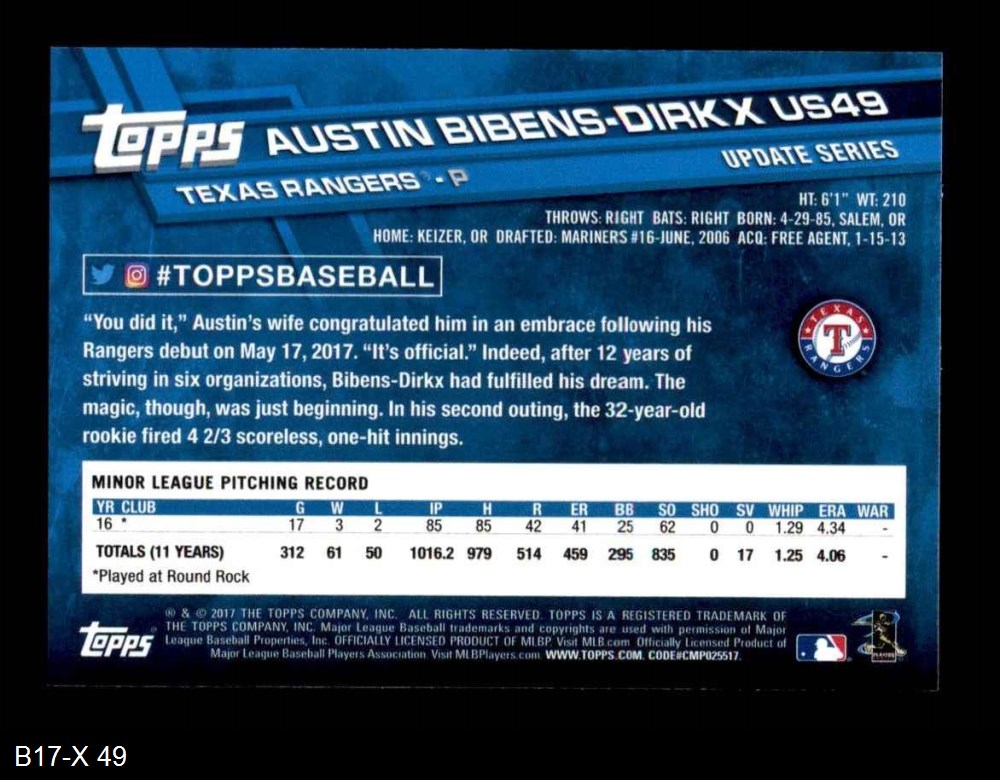 TOPPS AUSTIN BIBENS-DIRKX US49
TEXAS RANGERS® - P
UPDATE SERIES
HT: 6'1" WT: 210
THROWS: RIGHT BATS: RIGHT BORN: 4-29-85, SALEM, OR
HOME: KEIZER, OR DRAFTED: MARINERS #16-JUNE, 2006 ACQ: FREE AGENT, 1-15-13
#TOPPSBASEBALL
“You did it,” Austin’s wife congratulated him in an embrace following his
Rangers debut on May 17, 2017. “It’s official.” Indeed, after 12 years of
striving in six organizations, Bibens-Dirkx had fulfilled his dream. The
magic, though, was just beginning. In his second outing, the 32-year-old
rookie fired 4 2/3 scoreless, one-hit innings.
TEXAS
T
RANGERS
MINOR LEAGUE PITCHING RECORD
YR CLUB G W L IP H R ER BB SO SHO SV WHIP ERA WAR
16 * 17 3 2 85 85 42 41 25 62 0 0 1.29 4.34 -
TOTALS (11 YEARS) 312 61 50 1016.2 979 514 459 295 835 0 17 1.25 4.06 -
*Played at Round Rock
® & © 2017 THE TOPPS COMPANY, INC. ALL RIGHTS RESERVED. TOPPS IS A REGISTERED TRADEMARK OF
THE TOPPS COMPANY, INC. Major League Baseball trademarks and copyrights are used with permission of Major
League Baseball Properties, Inc. OFFICIALLY LICENSED PRODUCT OF MLBP. Visit MLB.com Officially Licensed Product of
Major League Baseball Players Association. Visit MLBPlayers.com. WWW.TOPPS.COM. CODE#CMP025517.
TOPPS®
PLAYERS
B17-X 49